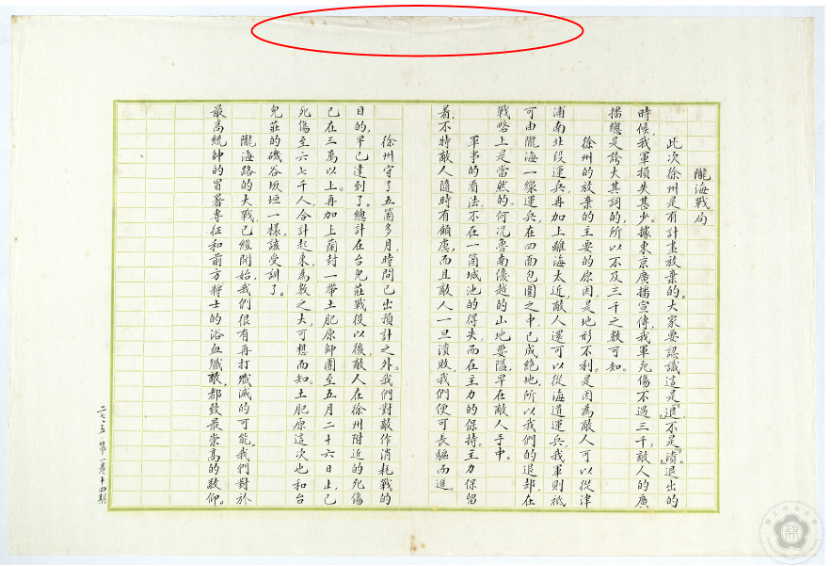 隴海戰局
此次徐州是有計畫放棄的。大家要認識這是「退」不是「潰」退出的
時候我軍損失甚少。據東京廣播宣傳我軍死傷不過三千，敵人的廣
播總是誇大其詞的，所以不及三千之數可知。
徐州的放棄的主要的原因，是地形不利。是因為敵人可以從津
浦南北段運兵，再加上離海太近，敵人還可以從海道運兵。我軍則祇
可由隴海一線運兵，在四面包圍之中，已成絕地，所以我們的退却，在
戰略上是當然的。何況魯南優越的山地要隘，早在敵人手中。
軍事的看法，不在一箇城池的得失，而在主力的保持。主力保留
着，不特敵人隨時有顧慮，而且敵人一旦潰敗，我們便可長驅而進。
徐州守了五箇多月，時間已出預計之外。我們對敵作消耗戰的
目的，早已達到了。總計在台兒莊戰役以後，敵人在徐州附近的死傷
已在三萬以上。再加上蘭封一帶土肥原師團至五月二十六日止，已
死傷至六七千人，合計起來，為數之大，可想而知。土肥原這次也和台
兒莊的磯谷坂垣一樣，該受訓了。
隴海路的大戰，已經開始，我們很有再打殲滅的可能。我們對於
最高統帥的冒暑專征和前方將士的浴血殲敵，都致最崇高的敬仰。
二七、五、第一卷十四期